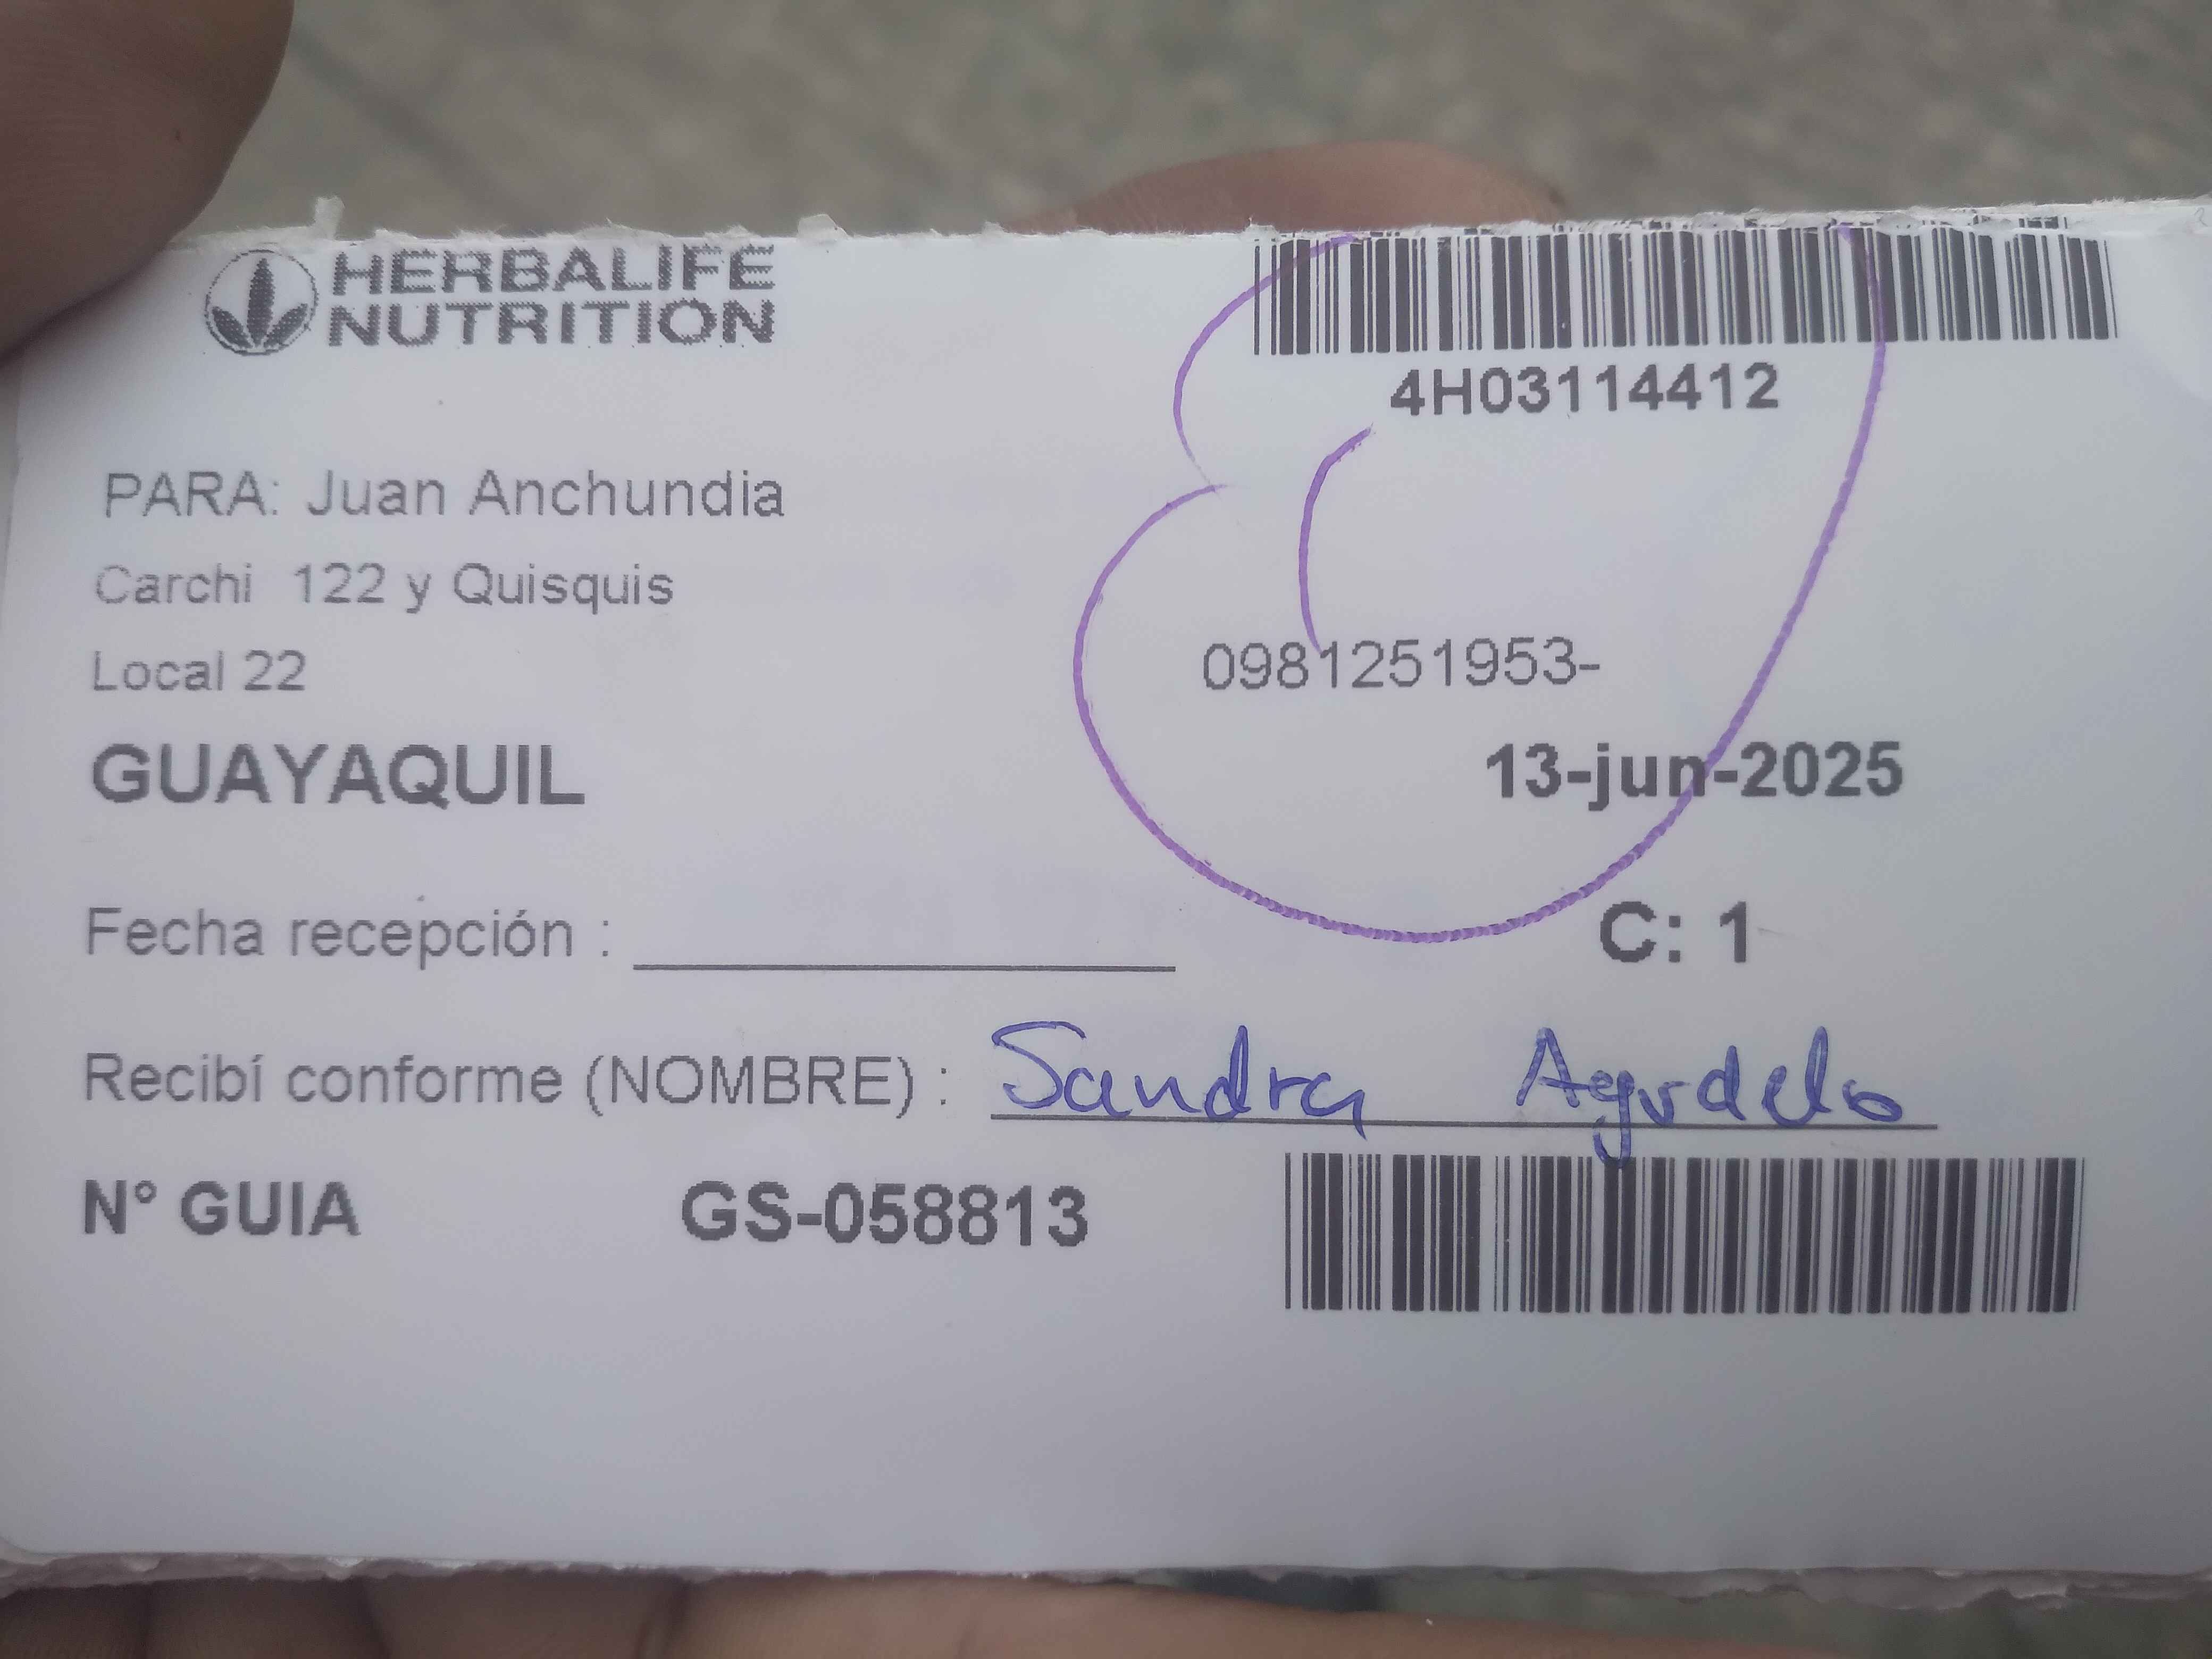 HERBALIFE
NUTRITION
4H03114412
PARA: Juan Anchundia
Carchi 122 y Quisquis
Local 22
0981251953-
GUAYAQUIL
13-jun-2025
Fecha recepción :
C: 1
Recibí conforme (NOMBRE) : Sandra Agudelo
N° GUIA GS-058813